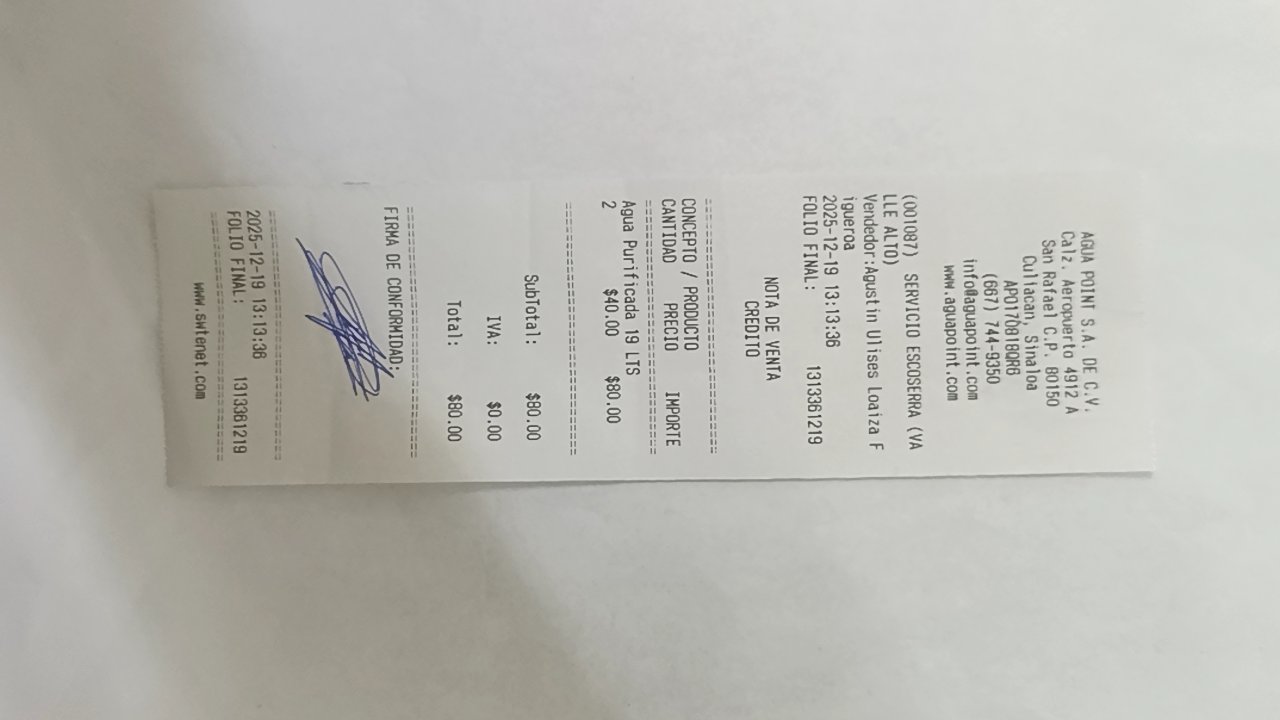 AGUA POINT S.A. DE C.V.
Calz. Aeropuerto 4912 A
San Rafael C.P. 80150
Culiacan, Sinaloa
APO170818QR6
(667) 744-9350
info@aguapoint.com
www.aguapoint.com
(001087) SERVICIO ESCOSERRA (VA
LLE ALTO)
Vendedor:Agustin Ulises Loaiza F
igueroa
2025-12-19 13:13:36
FOLIO FINAL: 1313361219
NOTA DE VENTA
CREDITO
CONCEPTO / PRODUCTO
CANTIDAD PRECIO IMPORTE
Agua Purificada 19 LTS
2 $40.00 $80.00
SubTotal: $80.00
IVA: $0.00
Total: $80.00
FIRMA DE CONFORMIDAD:
2025-12-19 13:13:36
FOLIO FINAL: 1313361219
www.swtenet.com